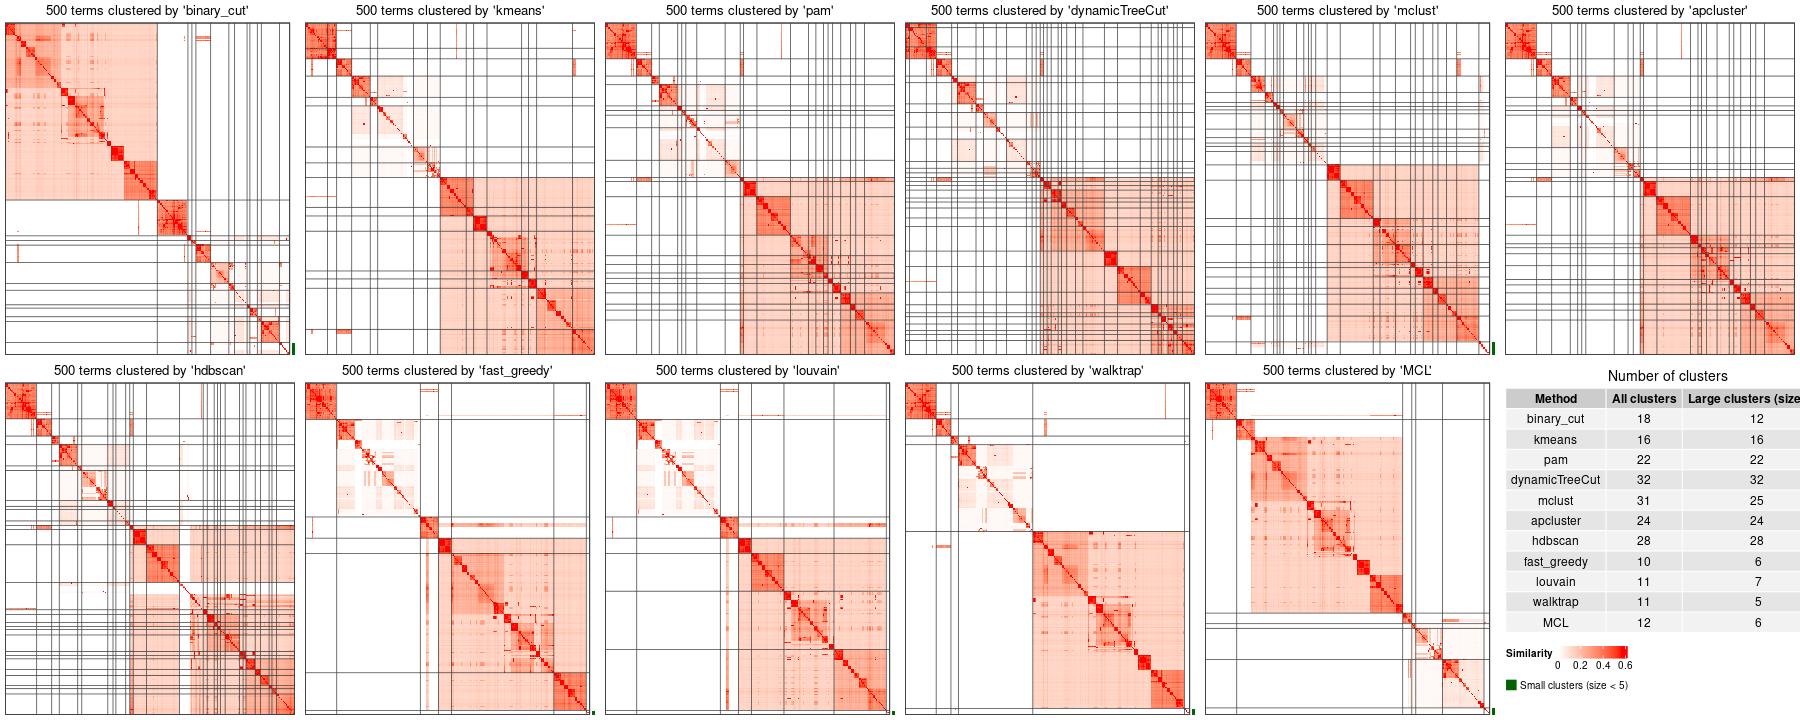 500 terms clustered by 'binary_cut'
500 terms clustered by 'kmeans'
500 terms clustered by 'pam'
500 terms clustered by 'dynamicTreeCut'
500 terms clustered by 'mclust'
500 terms clustered by 'apcluster'
500 terms clustered by 'hdbscan'
500 terms clustered by 'fast_greedy'
500 terms clustered by 'louvain'
500 terms clustered by 'walktrap'
500 terms clustered by 'MCL'
Number of clusters
Method All clusters Large clusters (size
binary_cut 18 12
kmeans 16 16
pam 22 22
dynamicTreeCut 32 32
mclust 31 25
apcluster 24 24
hdbscan 28 28
fast_greedy 10 6
louvain 11 7
walktrap 11 5
MCL 12 6
Similarity
0 0.2 0.4 0.6
Small clusters (size < 5)